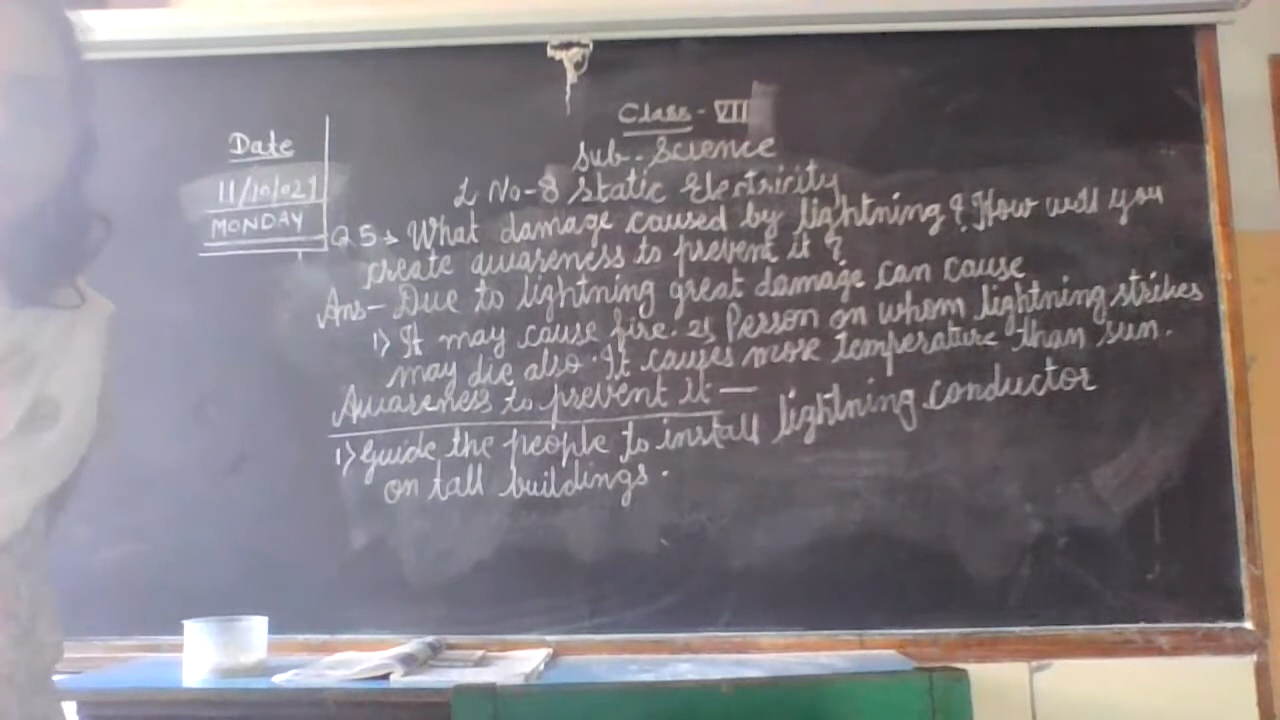 Class - VII
Sub - Science
L No-8 Static Electricity
Date
11/10/021
MONDAY
Q5→ What damage caused by lightning? How will you
create awareness to prevent it?
Ans- Due to lightning great damage can cause
1) It may cause fire. 2) Person on whom lightning strikes
may die also. It causes more temperature than sun.
Awareness to prevent it —
1) Guide the people to install lightning conductor
on tall buildings.